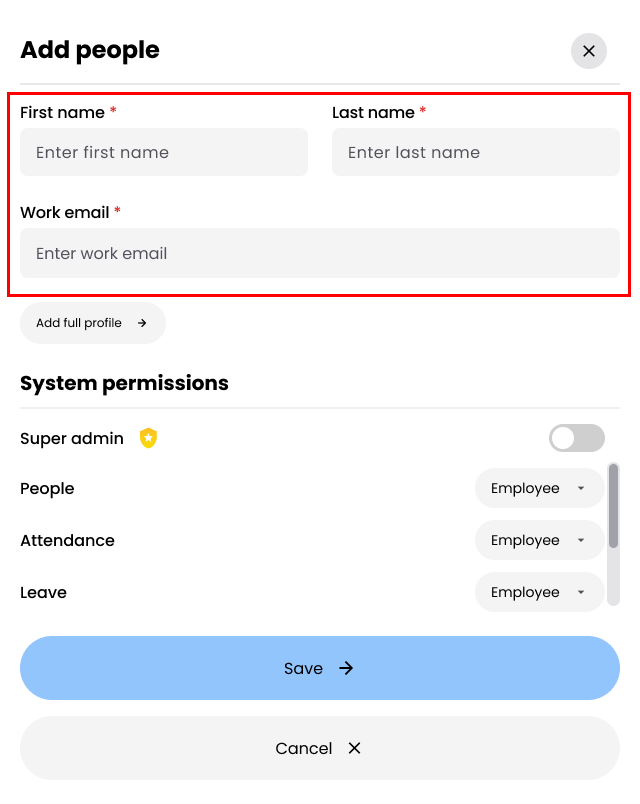 Add people
First name * Last name *
Enter first name Enter last name
Work email *
Enter work email
Add full profile
System permissions
Super admin
People Employee
Attendance Employee
Leave Employee
Save
Cancel